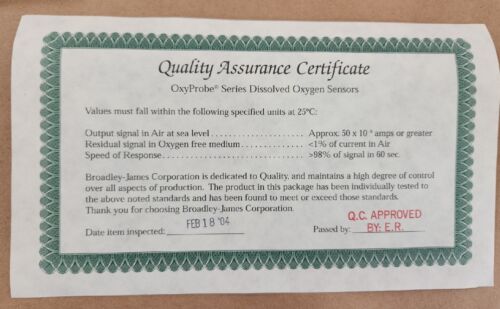 Quality Assurance Certificate
OxyProbe® Series Dissolved Oxygen Sensors
Values must fall within the following specified units at 25ºC:
Output signal in Air at sea level . . . . . . . . . . . . . . . . . . . . . Approx. 50 x 10⁻⁹ amps or greater
Residual signal in Oxygen free medium . . . . . . . . . . . . . . <1% of current in Air
Speed of Response . . . . . . . . . . . . . . . . . . . . . . . . . . . . . . . >98% of signal in 60 sec.
Broadley-James Corporation is dedicated to Quality, and maintains a high degree of control
over all aspects of production. The product in this package has been individually tested to
the above noted standards and has been found to meet or exceed those standards.
Thank you for choosing Broadley-James Corporation.
FEB 18 '04
Q.C. APPROVED
Date item inspected:
Passed by: BY: E.R.